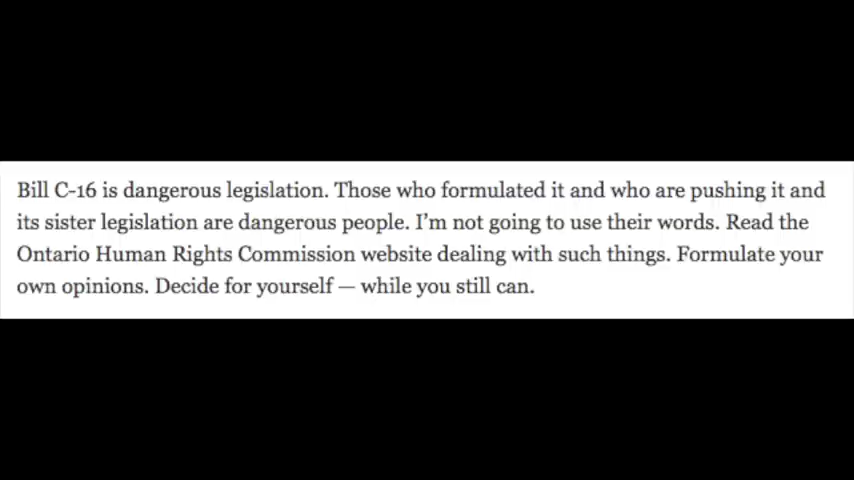 Bill C-16 is dangerous legislation. Those who formulated it and who are pushing it and
its sister legislation are dangerous people. I’m not going to use their words. Read the
Ontario Human Rights Commission website dealing with such things. Formulate your
own opinions. Decide for yourself — while you still can.